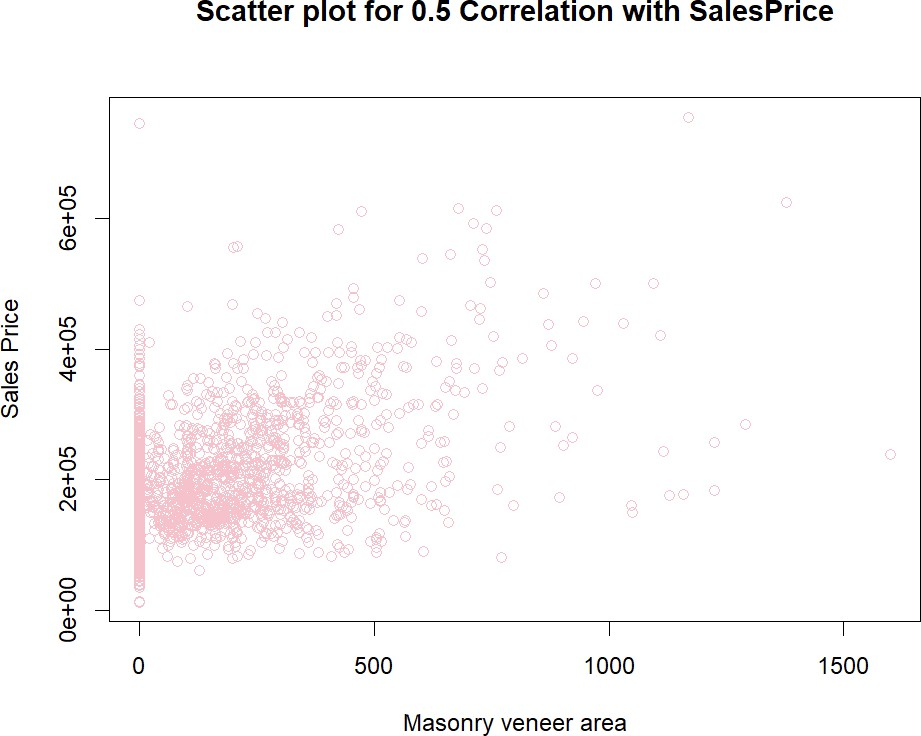 Scatter plot for 0.5 Correlation with SalesPrice
Sales Price
6e+05
4e+05
2e+05
0e+00
0 500 1000 1500
Masonry veneer area